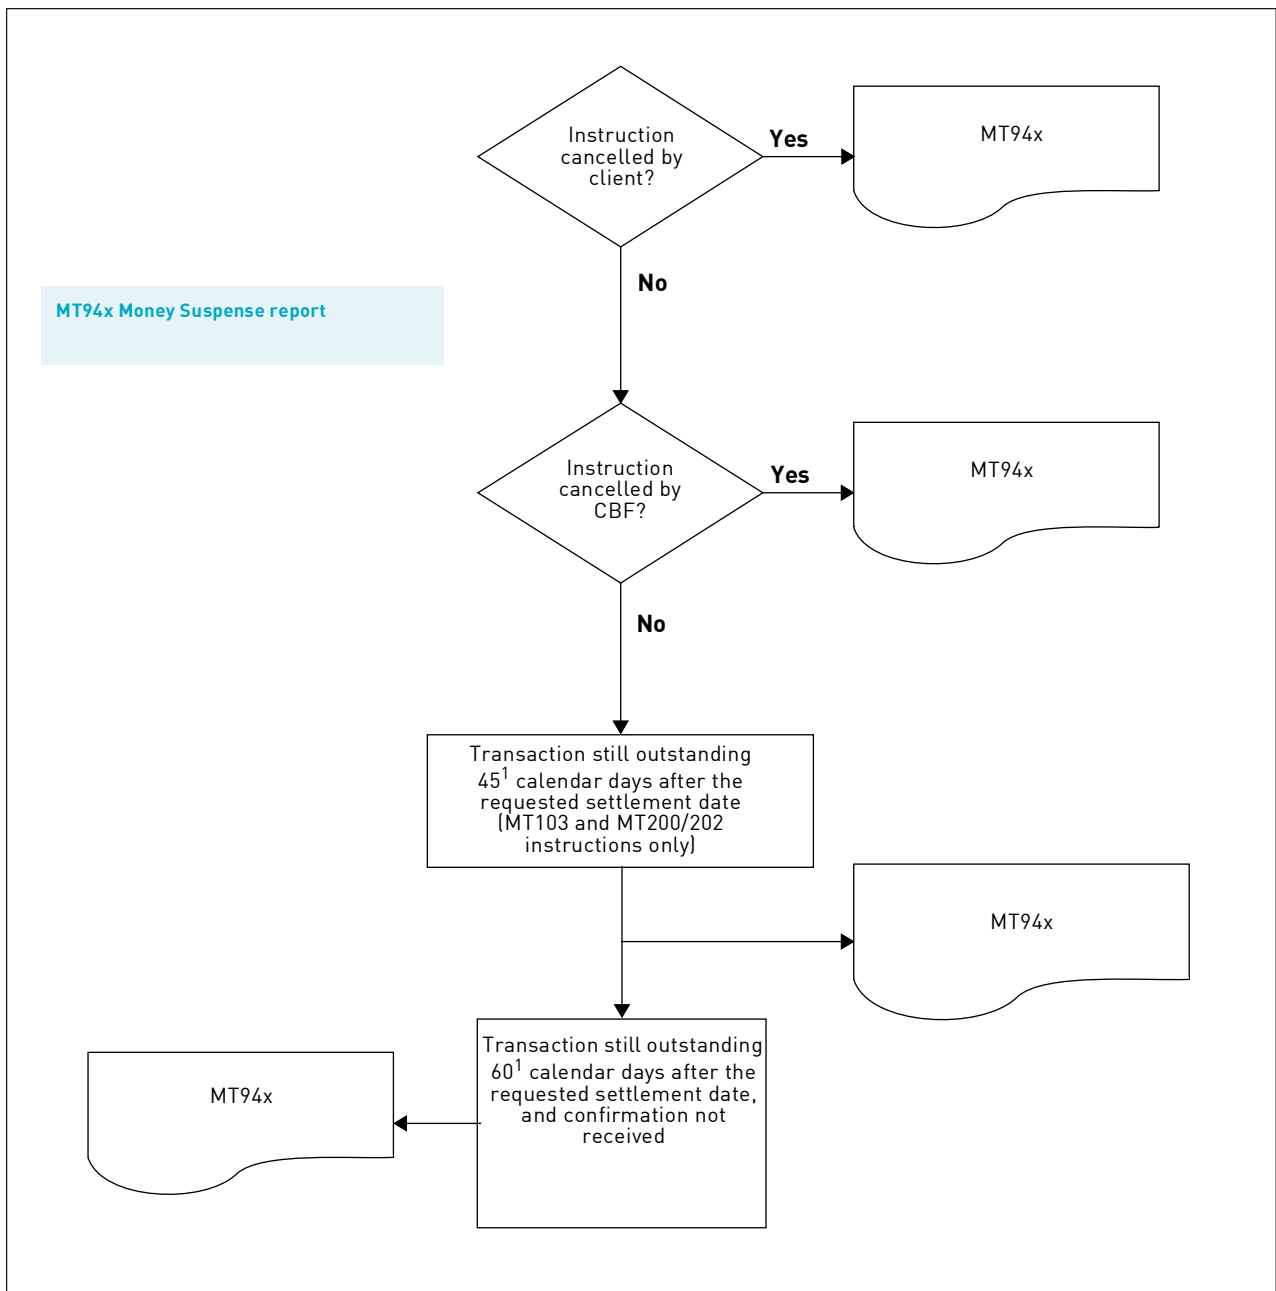 Instruction
cancelled by
client?
Yes
MT94x
No
MT94x Money Suspense report
Instruction
cancelled by
CBF?
Yes
MT94x
No
Transaction still outstanding
45¹ calendar days after the
requested settlement date
(MT103 and MT200/202
instructions only)
MT94x
Transaction still outstanding
60¹ calendar days after the
requested settlement date,
and confirmation not
received
MT94x